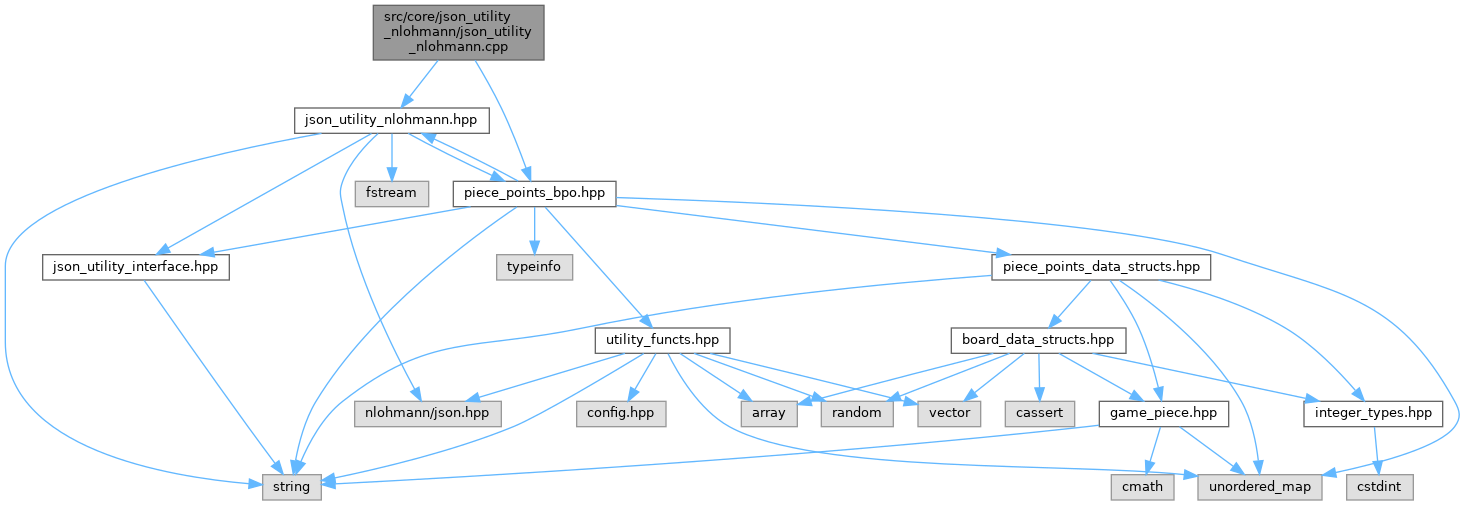 src/core/json_utility
_nlohmann/json_utility
_nlohmann.cpp
json_utility_nlohmann.hpp
fstream
piece_points_bpo.hpp
json_utility_interface.hpp
typeinfo
piece_points_data_structs.hpp
utility_functs.hpp
board_data_structs.hpp
nlohmann/json.hpp
config.hpp
array
random
vector
cassert
game_piece.hpp
integer_types.hpp
string
cmath
unordered_map
cstdint